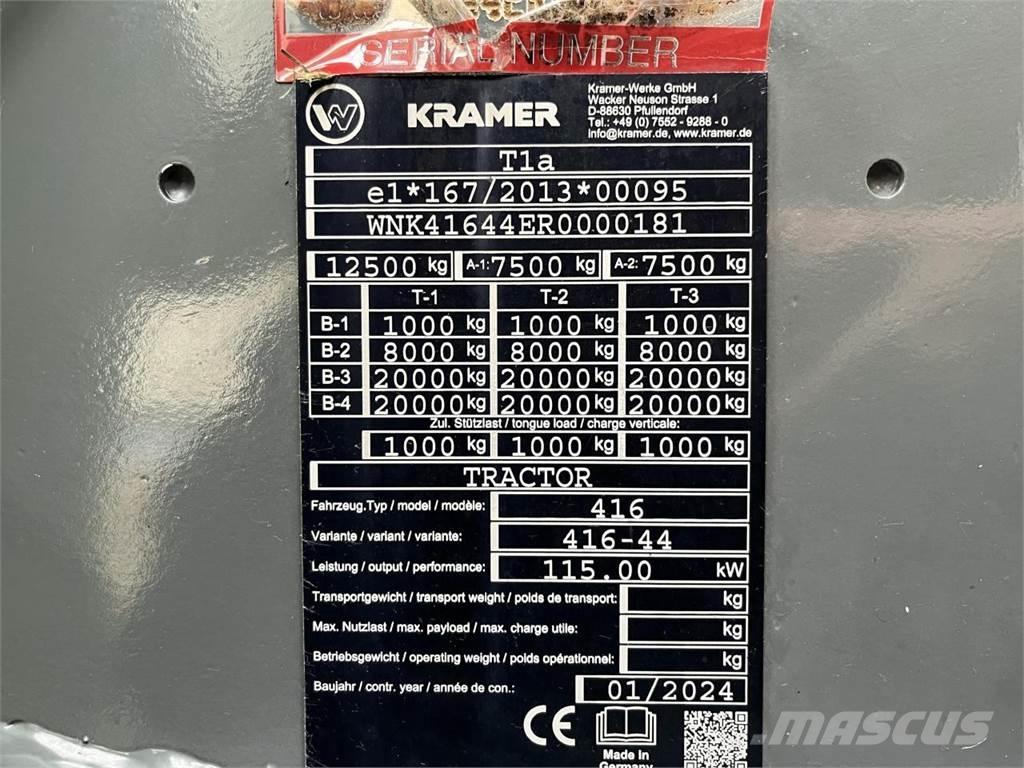 SERIAL NUMBER
KRAMER
Kramer-Werke GmbH
Wacker Neuson Strasse 1
D-88630 Pfullendorf
Tel.: +49 (0) 7552 - 9288 - 0
info@kramer.de, www.kramer.de
T1a
e1*167/2013*00095
WNK41644ER0000181
12500 kg A-1: 7500 kg A-2: 7500 kg
T-1 T-2 T-3
B-1 1000 kg 1000 kg 1000 kg
B-2 8000 kg 8000 kg 8000 kg
B-3 20000 kg 20000 kg 20000 kg
B-4 20000 kg 20000 kg 20000 kg
Zul. Stützlast / tongue load / charge verticale:
1000 kg 1000 kg 1000 kg
TRACTOR
Fahrzeug.Typ / model / modèle: 416
Variante / variant / variante: 416-44
Leistung / output / performance: 115.00 kW
Transportgewicht / transport weight / poids de transport: kg
Max. Nutzlast / max. payload / max. charge utile: kg
Betriebsgewicht / operating weight / poids opérationnel: kg
Baujahr / contr. year / année de con.: 01/2024
CE
Made in
Germany
MASCUS